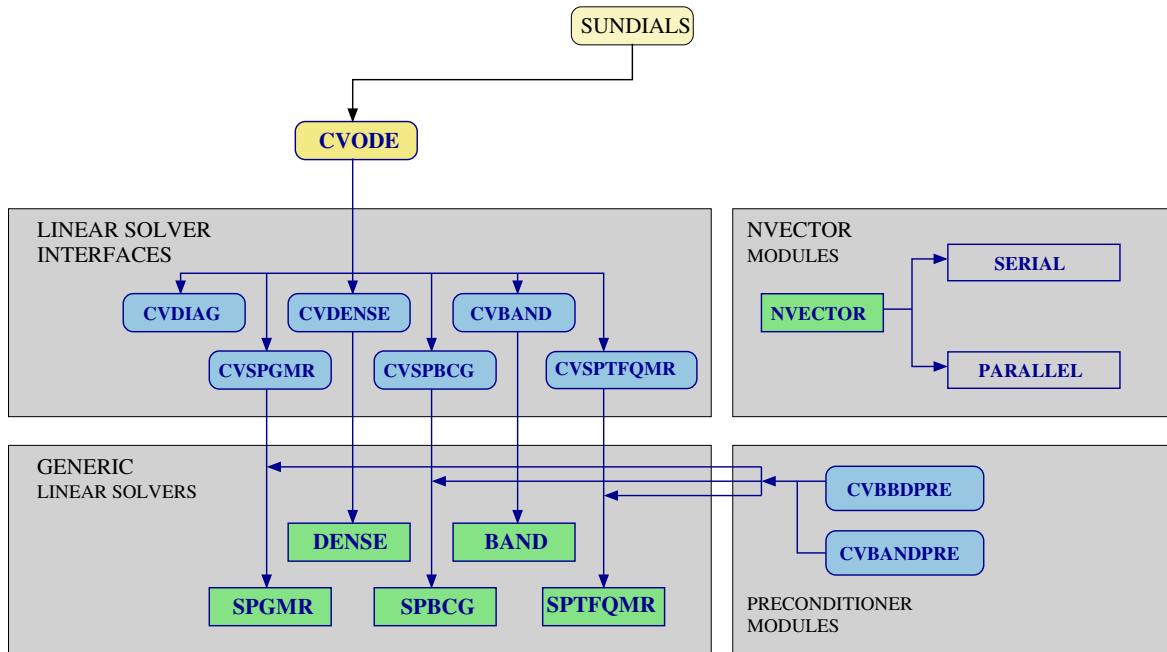 SUNDIALS
CVODE
LINEAR SOLVER
INTERFACES
CVDIAG
CVDENSE
CVBAND
CVSPGMR
CVSPBCG
CVSPTFQMR
NVECTOR
MODULES
SERIAL
NVECTOR
PARALLEL
GENERIC
LINEAR SOLVERS
DENSE
BAND
SPGMR
SPBCG
SPTFQMR
CVBBDPRE
CVBANDPRE
PRECONDITIONER
MODULES